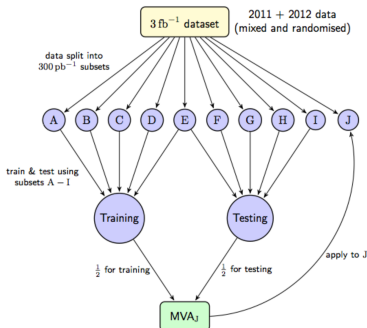 3 fb⁻¹ dataset
2011 + 2012 data
(mixed and randomised)
data split into
300 pb⁻¹ subsets
A B C D E F G H I J
train & test using
subsets A − I
Training Testing
½ for training ½ for testing
apply to J
MVA_J